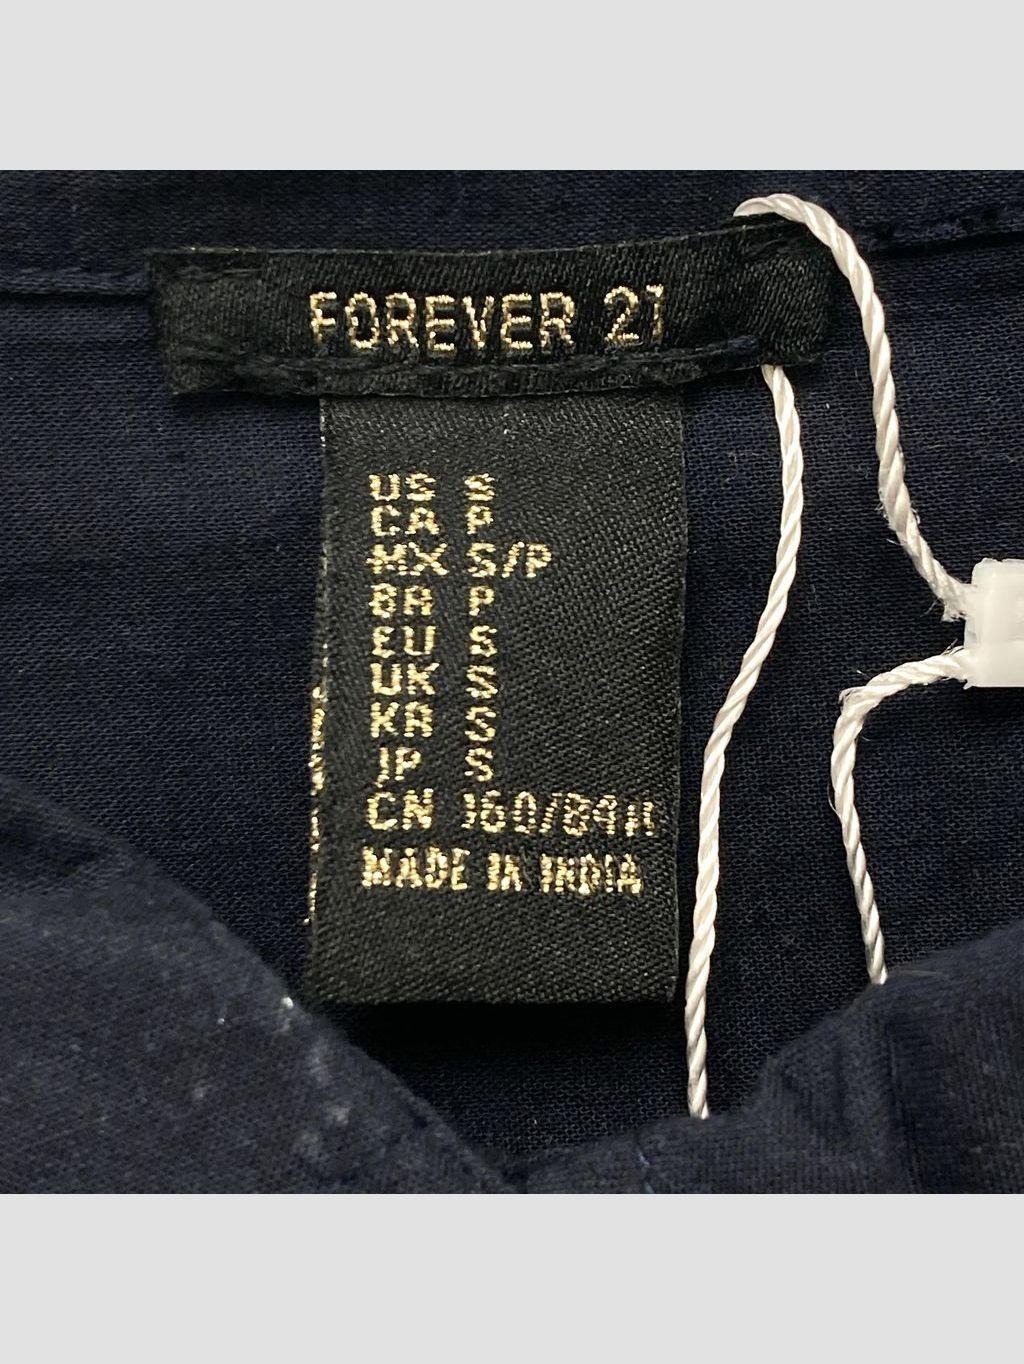 FOREVER 21
US S
CA P
MX S/P
BR P
EU S
UK S
KR S
JP S
CN 160/84A
MADE IN INDIA